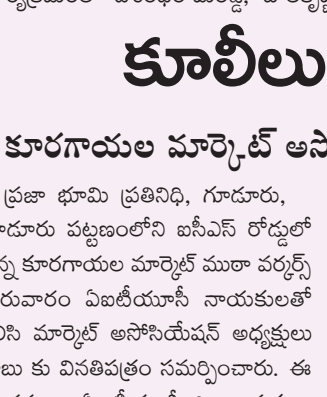 కూలీలు
కూరగాయల మార్కెట్ అసో
ప్రజా భూమి ప్రతినిధి, గూడూరు,
డూరు పట్టణంలోని ఐసీఎస్ రోడ్డులో
న్న కూరగాయల మార్కెట్ ముఠా వర్కర్స్
రువారం ఏఐటీయూసీ నాయకులతో
సి మార్కెట్ అసోసియేషన్ అధ్యక్షులు
బు కు వినతిపత్రం సమర్పించారు. ఈ